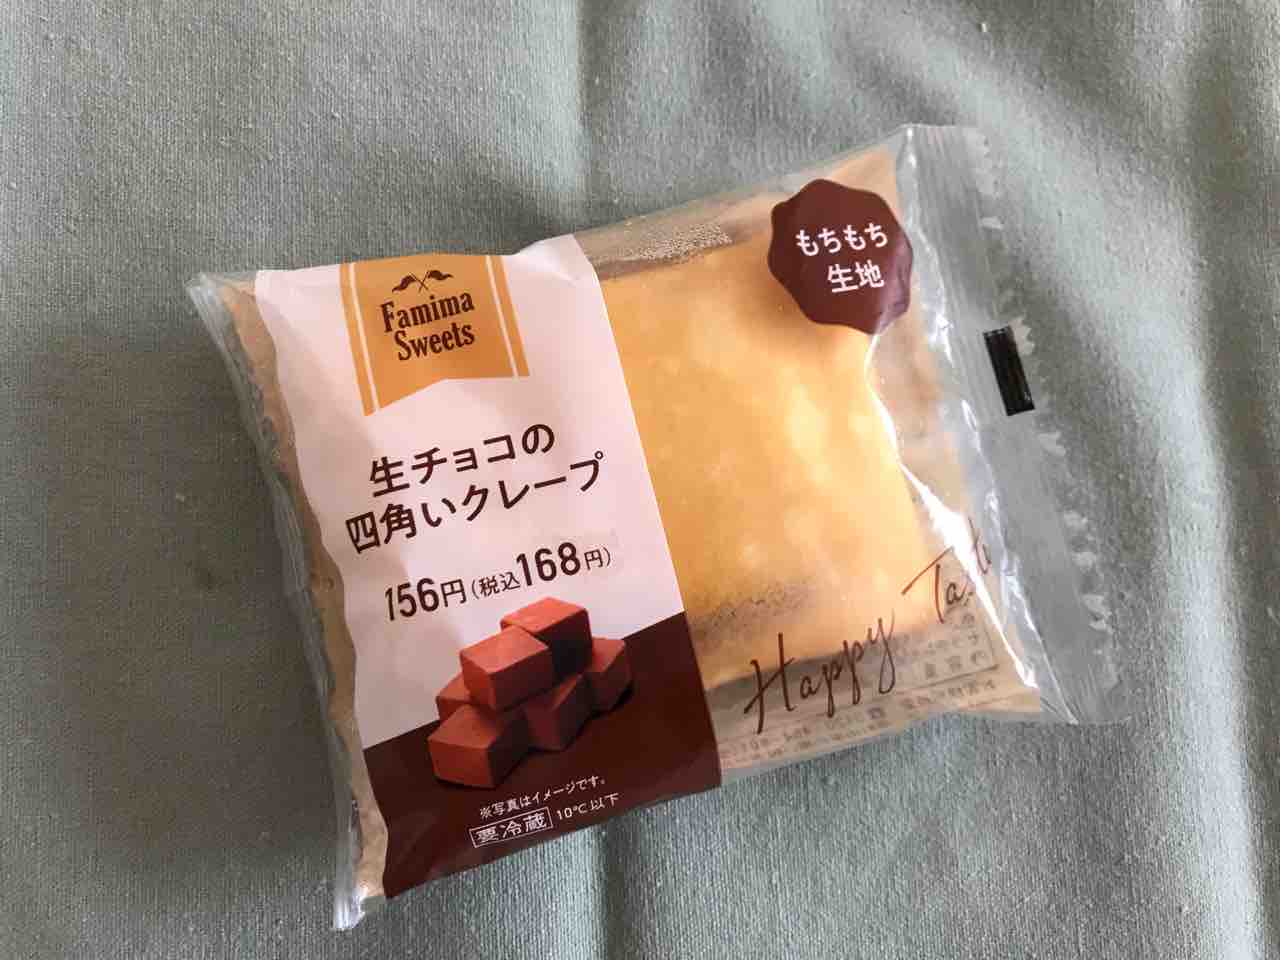 Famima
Sweets
もちもち
生地
生チョコの
四角いクレープ
156円(税込168円)
Happy
※写真はイメージです。
要冷蔵 10℃以下